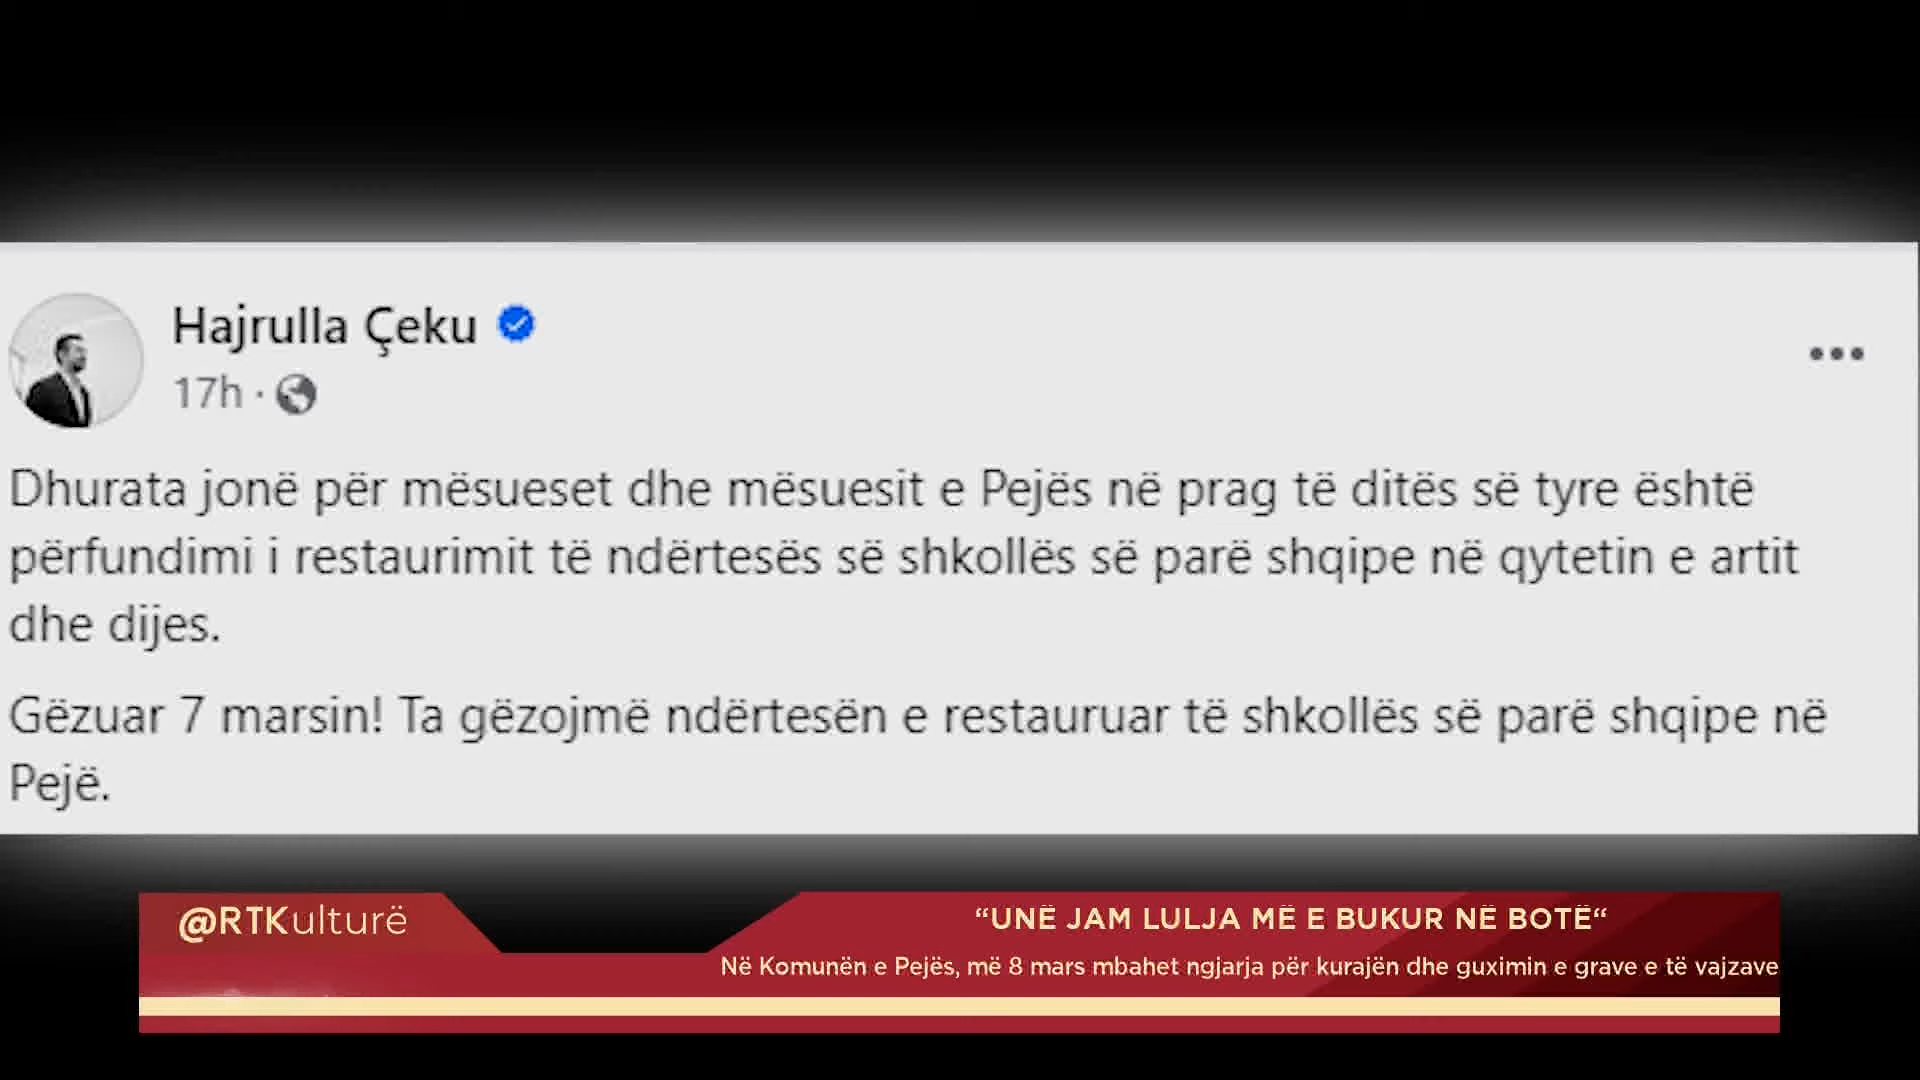 Hajrulla Çeku
17h ·
Dhurata jonë për mësueset dhe mësuesit e Pejës në prag të ditës së tyre është
përfundimi i restaurimit të ndërtesës së shkollës së parë shqipe në qytetin e artit
dhe dijes.
Gëzuar 7 marsin! Ta gëzojmë ndërtesën e restauruar të shkollës së parë shqipe në
Pejë.
@RTKulturë
“UNË JAM LULJA MË E BUKUR NË BOTË“
Në Komunën e Pejës, më 8 mars mbahet ngjarja për kurajën dhe guximin e grave e të vajzave